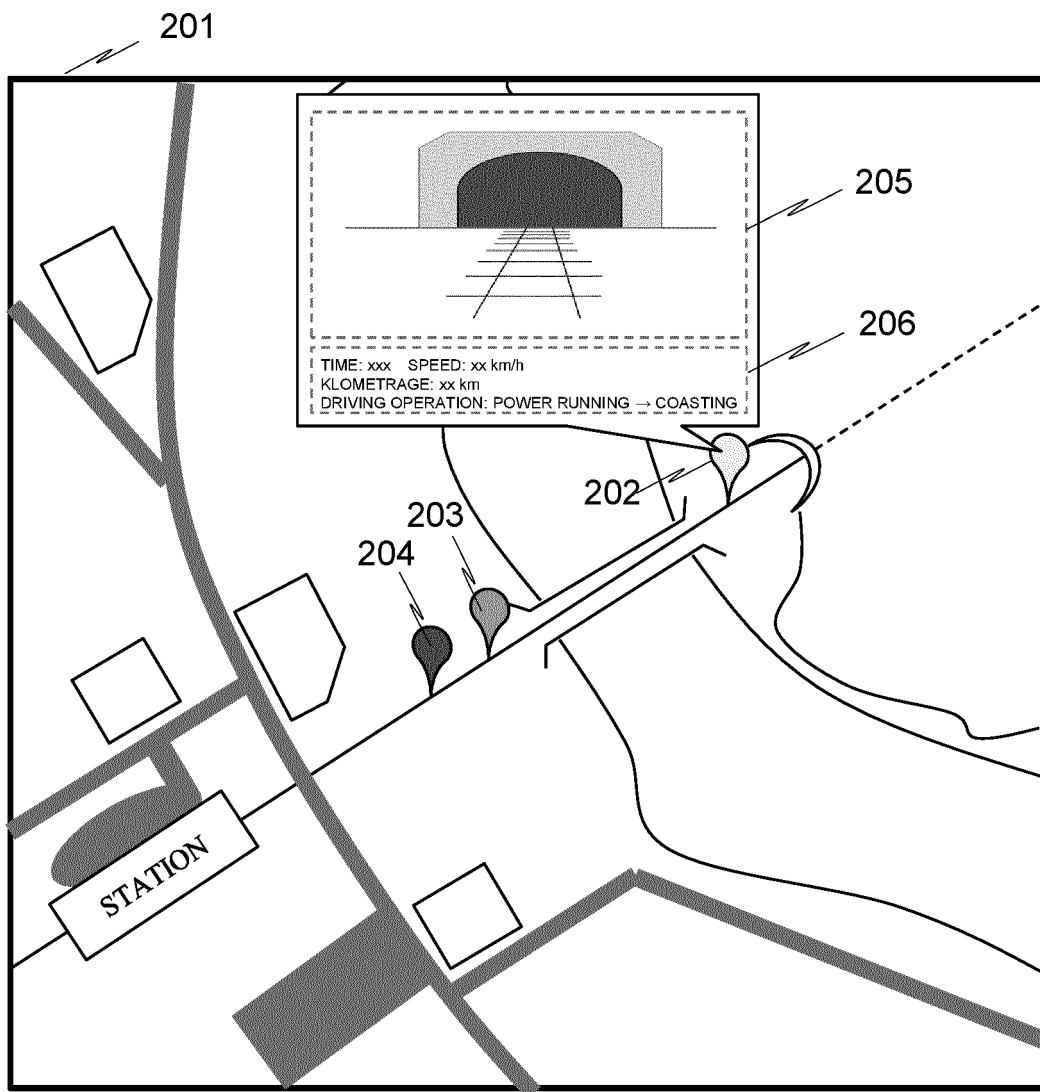 201
205
206
TIME: xxx SPEED: xx km/h
KLOMETRAGE: xx km
DRIVING OPERATION: POWER RUNNING → COASTING
202
203
204
STATION